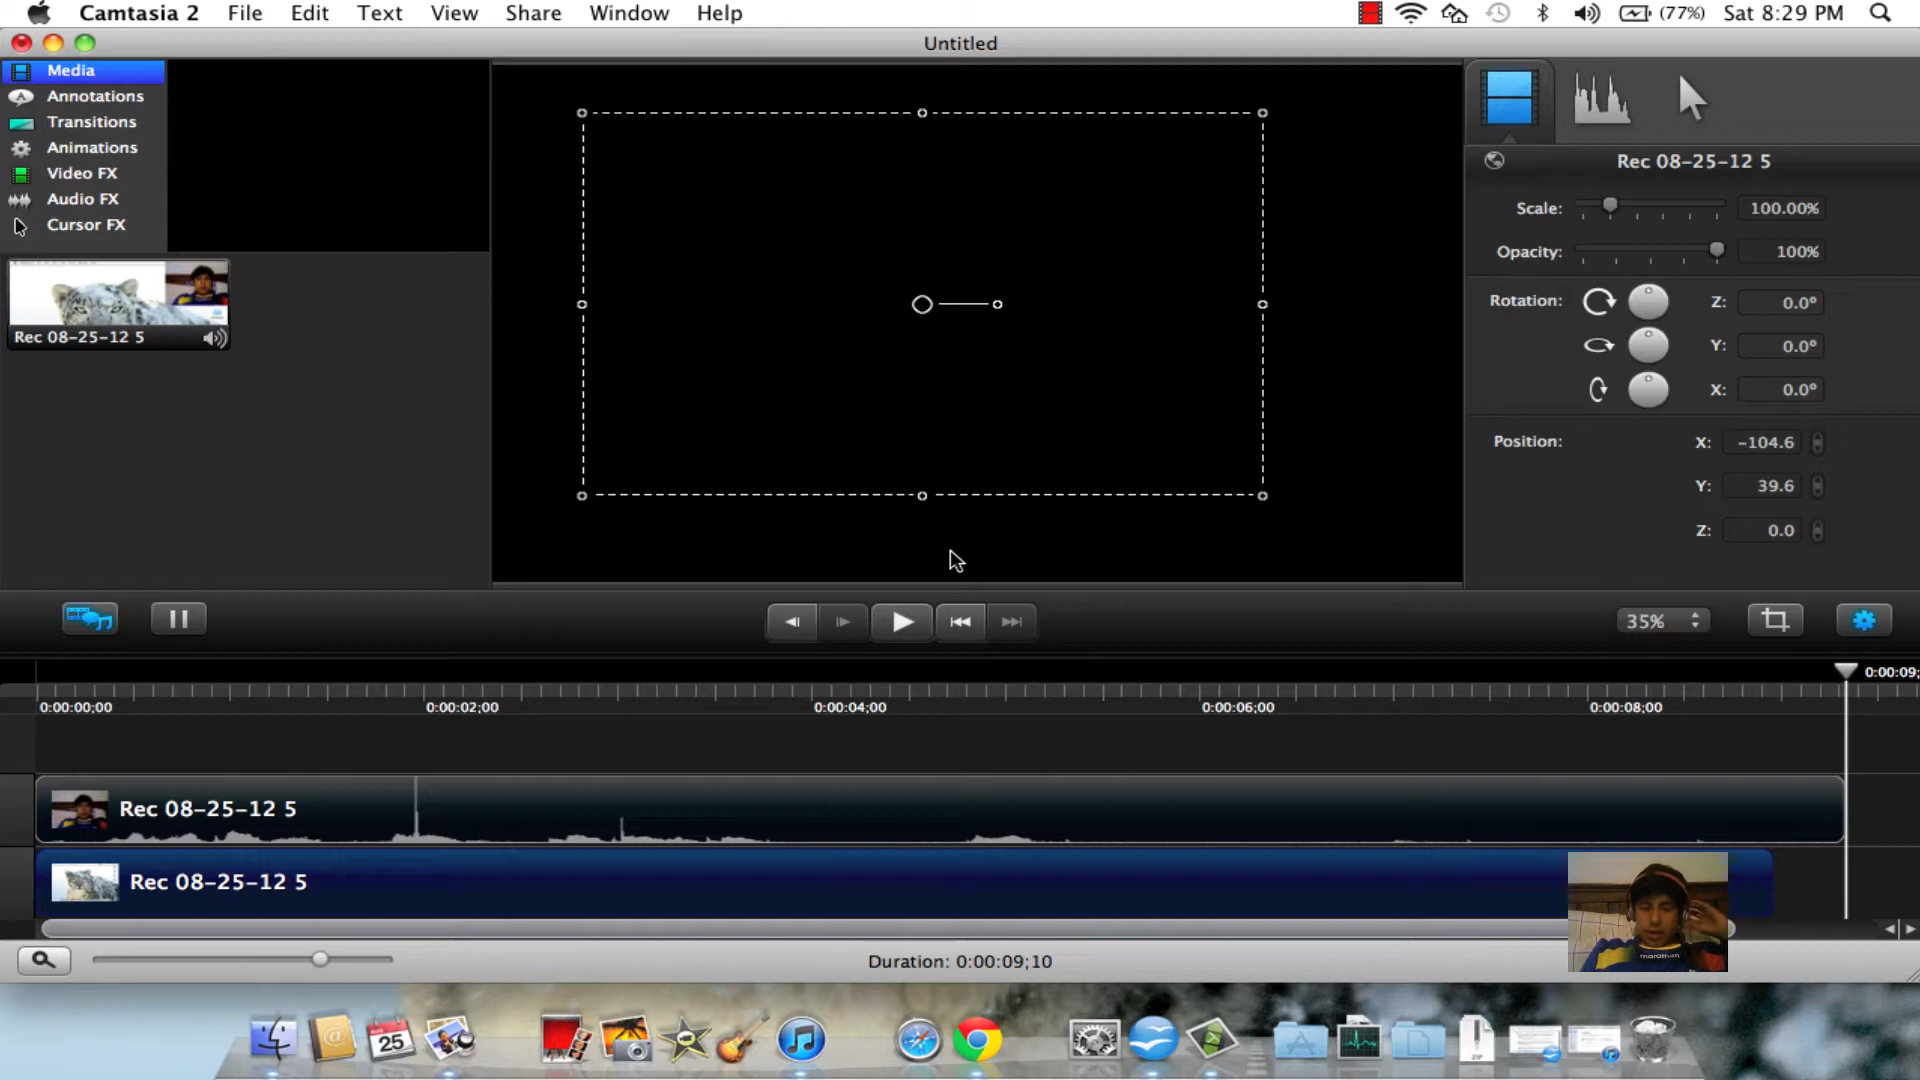 Camtasia 2 File Edit Text View Share Window Help (77%) Sat 8:29 PM
Untitled
Media
Annotations
Transitions
Animations
Video FX
Audio FX
Cursor FX
Rec 08-25-12 5
Rec 08-25-12 5
Scale: 100.00%
Opacity: 100%
Rotation: Z: 0.0°
Y: 0.0°
X: 0.0°
Position: X: -104.6
Y: 39.6
Z: 0.0
35%
0:00:09;
0:00:00;00 0:00:02;00 0:00:04;00 0:00:06;00 0:00:08;00
Rec 08-25-12 5
Rec 08-25-12 5
marathon
Duration: 0:00:09;10
25
ZIP